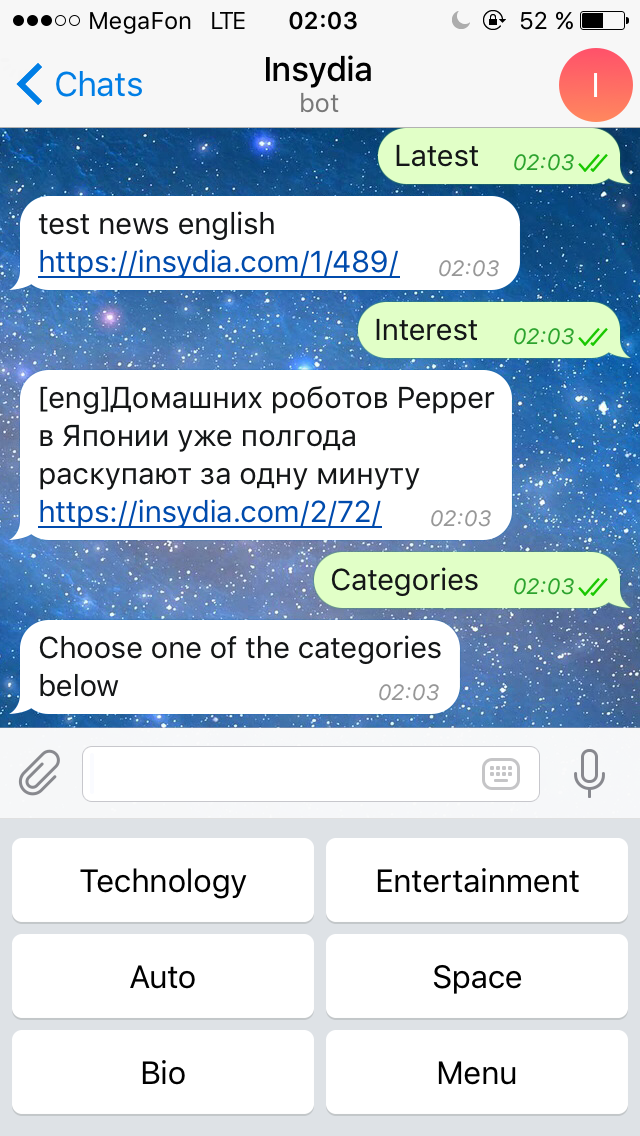 MegaFon LTE 02:03 52 %
Chats
Insydia
bot
I
Latest 02:03
test news english
https://insydia.com/1/489/ 02:03
Interest 02:03
[eng]Домашних роботов Pepper
в Японии уже полгода
раскупают за одну минуту
https://insydia.com/2/72/ 02:03
Categories 02:03
Choose one of the categories
below 02:03
Technology Entertainment
Auto Space
Bio Menu